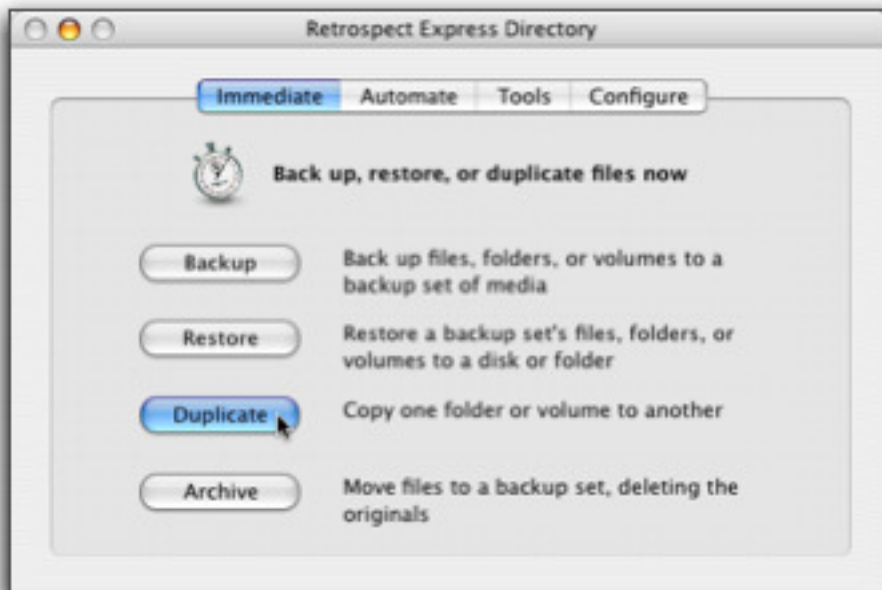 Retrospect Express Directory
Immediate Automate Tools Configure
Back up, restore, or duplicate files now
Backup
Back up files, folders, or volumes to a
backup set of media
Restore
Restore a backup set's files, folders, or
volumes to a disk or folder
Duplicate
Copy one folder or volume to another
Archive
Move files to a backup set, deleting the
originals